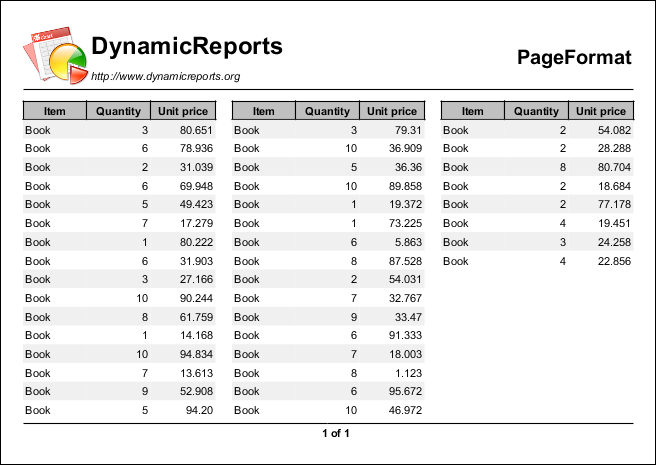 DynamicReports
http://www.dynamicreports.org
PageFormat
Item Quantity Unit price
Book 3 80.651
Book 6 78.936
Book 2 31.039
Book 6 69.948
Book 5 49.423
Book 7 17.279
Book 1 80.222
Book 6 31.903
Book 3 27.166
Book 10 90.244
Book 8 61.759
Book 1 14.168
Book 10 94.834
Book 7 13.613
Book 9 52.908
Book 5 94.20
Item Quantity Unit price
Book 3 79.31
Book 10 36.909
Book 5 36.36
Book 10 89.858
Book 1 19.372
Book 1 73.225
Book 6 5.863
Book 8 87.528
Book 2 54.031
Book 7 32.767
Book 9 33.47
Book 6 91.333
Book 7 18.003
Book 8 1.123
Book 6 95.672
Book 10 46.972
Item Quantity Unit price
Book 2 54.082
Book 2 28.288
Book 8 80.704
Book 2 18.684
Book 2 77.178
Book 4 19.451
Book 3 24.258
Book 4 22.856
1 of 1